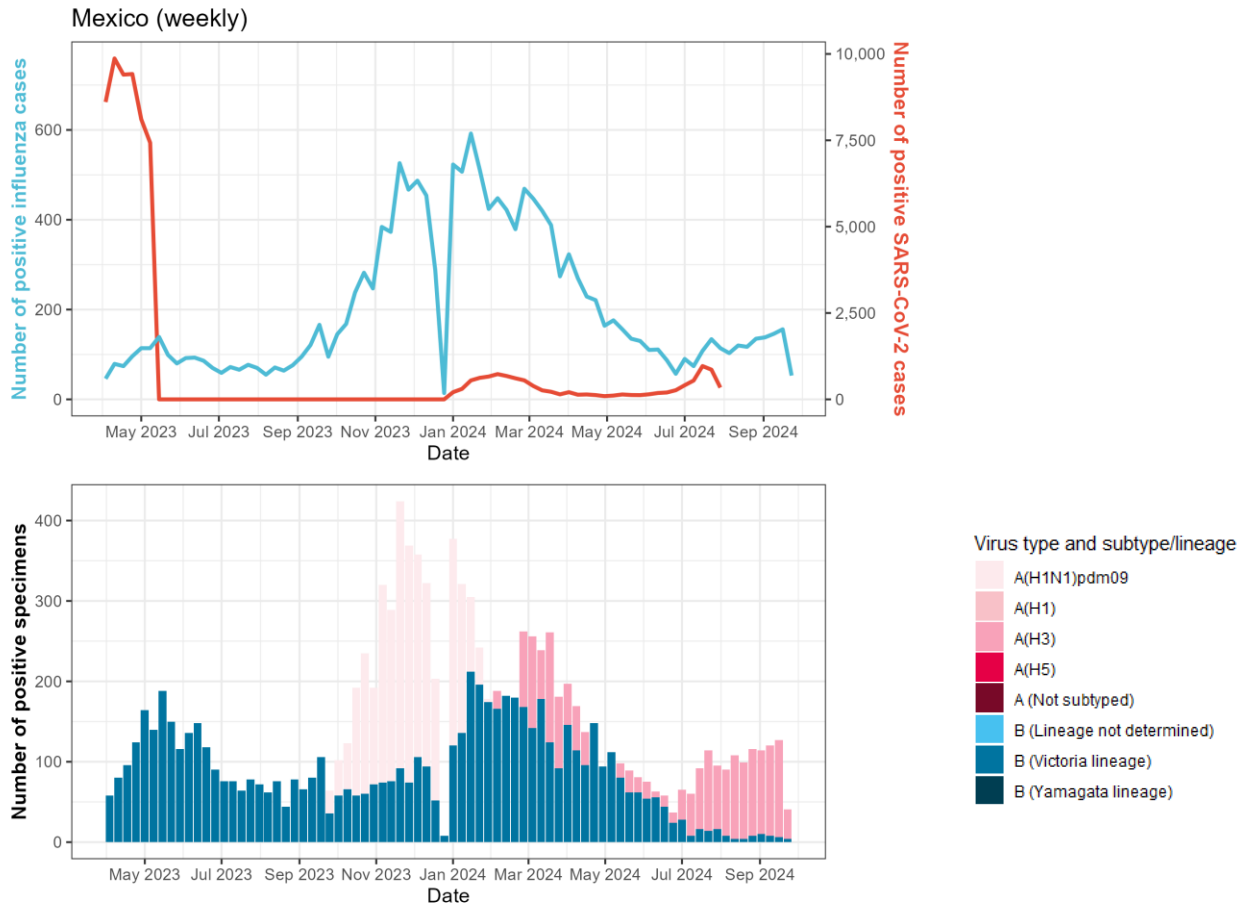 Mexico (weekly)
Number of positive influenza cases
600
400
200
0
10,000
7,500
5,000
2,500
0
Number of positive SARS-CoV-2 cases
May 2023 Jul 2023 Sep 2023 Nov 2023 Jan 2024 Mar 2024 May 2024 Jul 2024 Sep 2024
Date
Number of positive specimens
400
300
200
100
0
May 2023 Jul 2023 Sep 2023 Nov 2023 Jan 2024 Mar 2024 May 2024 Jul 2024 Sep 2024
Date
Virus type and subtype/lineage
A(H1N1)pdm09
A(H1)
A(H3)
A(H5)
A (Not subtyped)
B (Lineage not determined)
B (Victoria lineage)
B (Yamagata lineage)